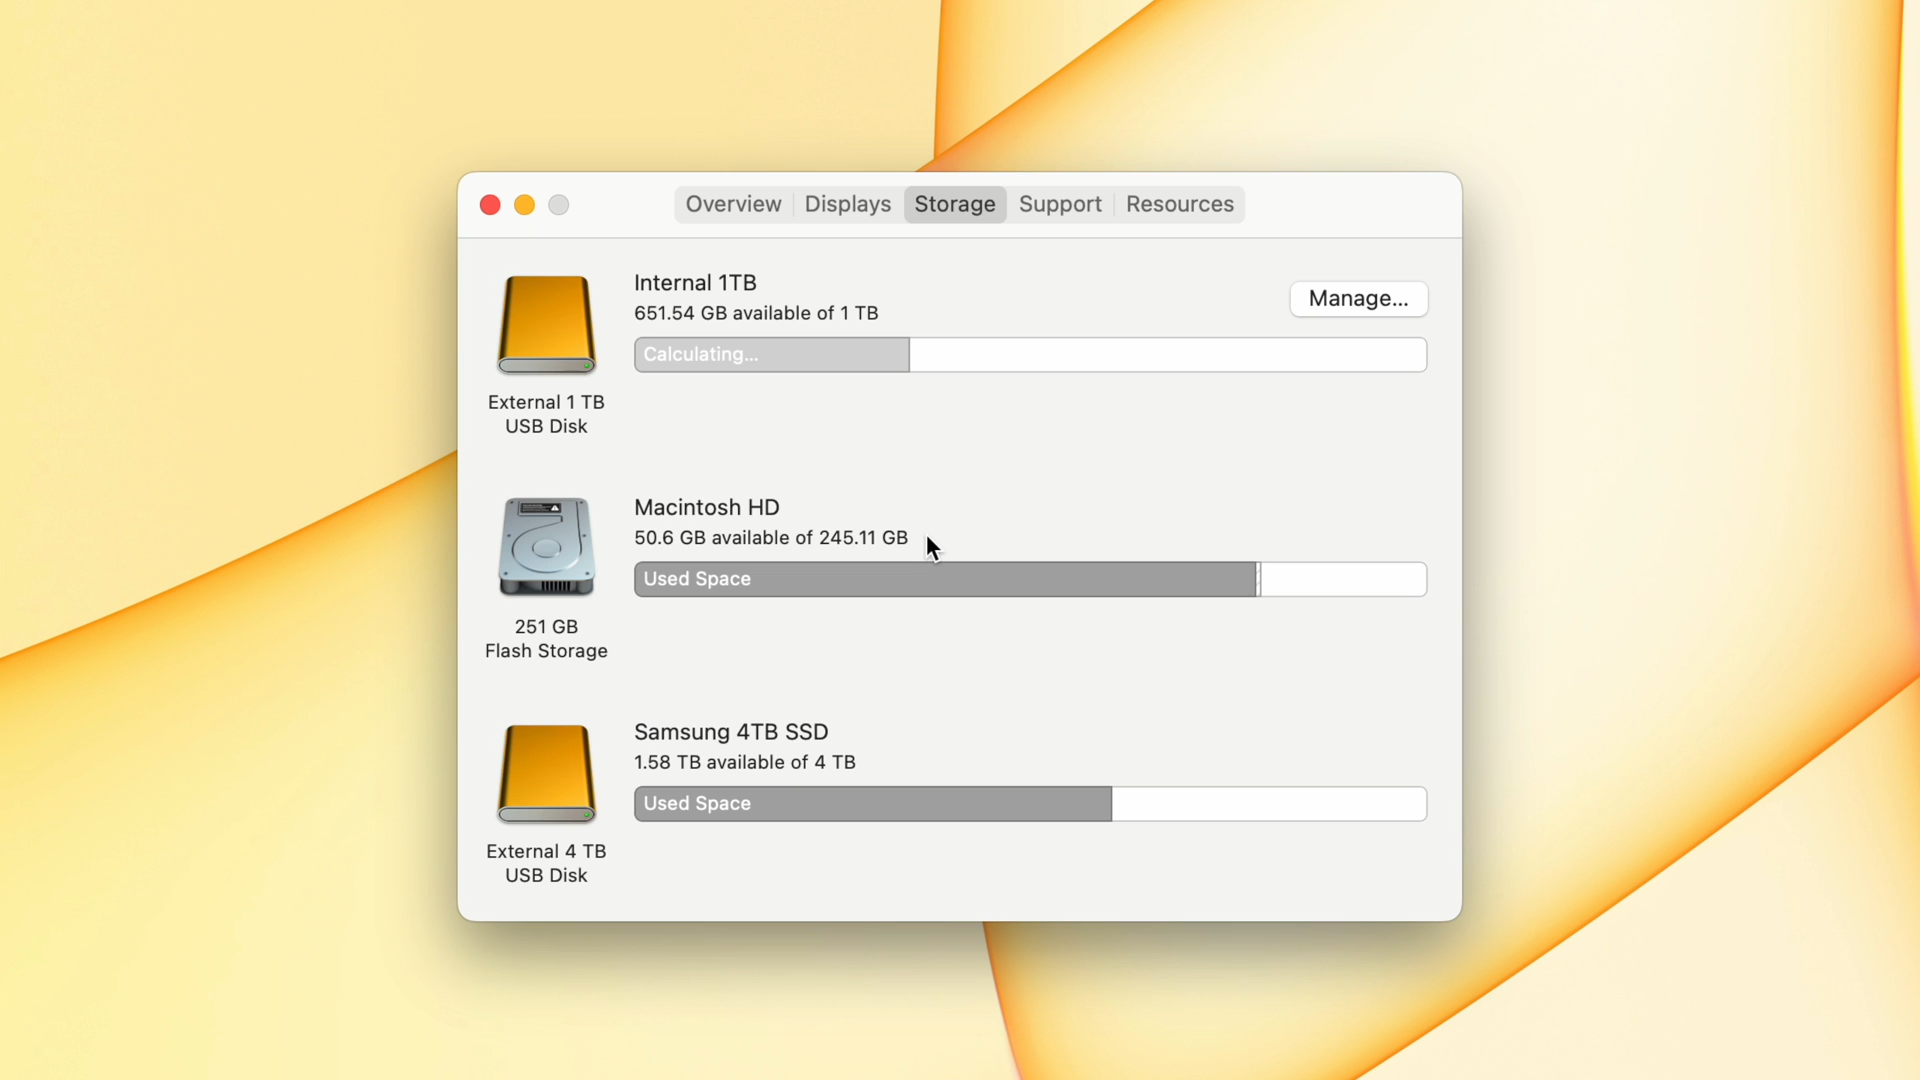 Overview Displays Storage Support Resources
Internal 1TB
651.54 GB available of 1 TB
Manage...
Calculating...
External 1 TB
USB Disk
Macintosh HD
50.6 GB available of 245.11 GB
Used Space
251 GB
Flash Storage
Samsung 4TB SSD
1.58 TB available of 4 TB
Used Space
External 4 TB
USB Disk